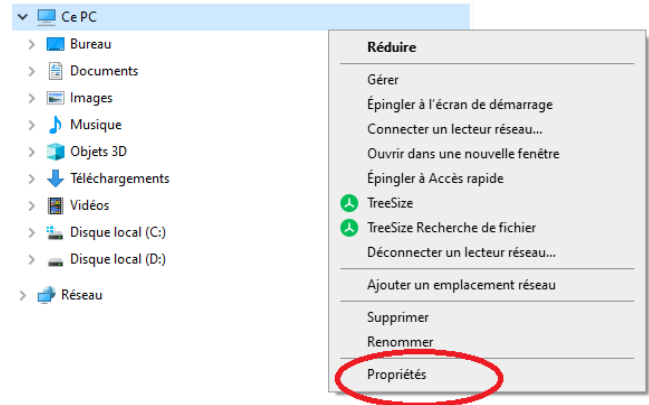 Ce PC
Bureau
Documents
Images
Musique
Objets 3D
Téléchargements
Vidéos
Disque local (C:)
Disque local (D:)
Réseau
Réduire
Gérer
Épingler à l'écran de démarrage
Connecter un lecteur réseau...
Ouvrir dans une nouvelle fenêtre
Épingler à Accès rapide
TreeSize
TreeSize Recherche de fichier
Déconnecter un lecteur réseau...
Ajouter un emplacement réseau
Supprimer
Renommer
Propriétés